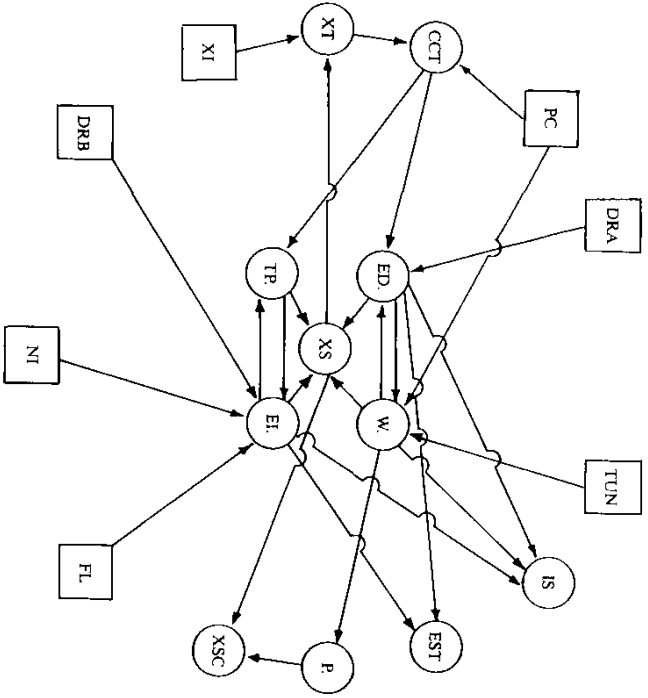 DRA
TUN
PC
IS
CCT
EST
ED.
W.
XT
XS
P.
TP.
EI.
XSC
XI
DRB
FL
NI